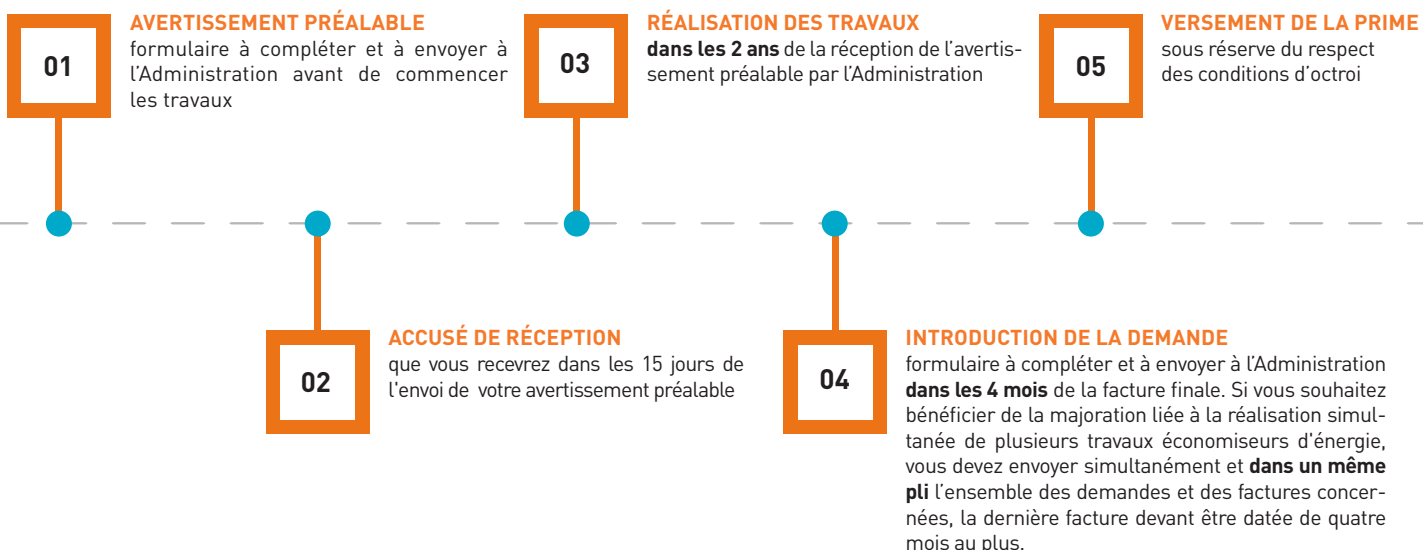 01
AVERTISSEMENT PRÉALABLE
formulaire à compléter et à envoyer à
l’Administration avant de commencer
les travaux
02
ACCUSÉ DE RÉCEPTION
que vous recevrez dans les 15 jours de
l'envoi de votre avertissement préalable
03
RÉALISATION DES TRAVAUX
dans les 2 ans de la réception de l’avertis-
sement préalable par l’Administration
04
INTRODUCTION DE LA DEMANDE
formulaire à compléter et à envoyer à l’Administration
dans les 4 mois de la facture finale. Si vous souhaitez
bénéficier de la majoration liée à la réalisation simul-
tanée de plusieurs travaux économiseurs d'énergie,
vous devez envoyer simultanément et dans un même
pli l’ensemble des demandes et des factures concer-
nées, la dernière facture devant être datée de quatre
mois au plus.
05
VERSEMENT DE LA PRIME
sous réserve du respect
des conditions d’octroi